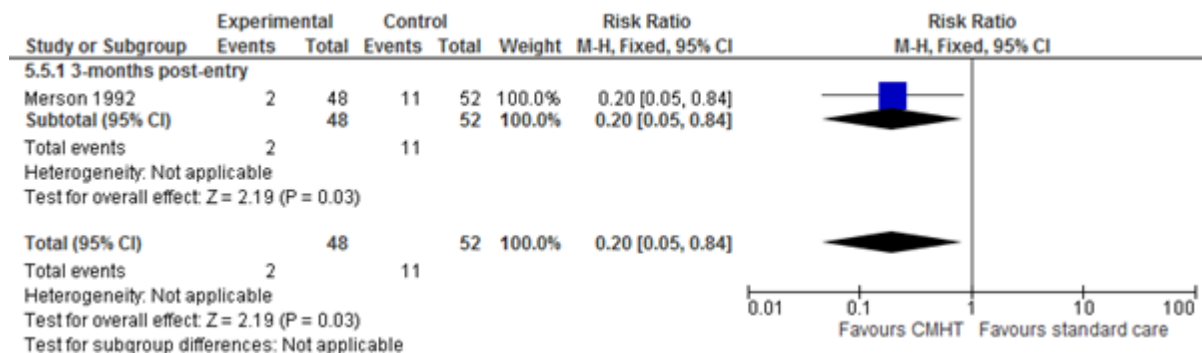 Experimental Control Risk Ratio Risk Ratio
Study or Subgroup Events Total Events Total Weight M-H, Fixed, 95% CI M-H, Fixed, 95% CI
5.5.1 3-months post-entry
Merson 1992 2 48 11 52 100.0% 0.20 [0.05, 0.84]
Subtotal (95% CI) 48 52 100.0% 0.20 [0.05, 0.84]
Total events 2 11
Heterogeneity: Not applicable
Test for overall effect: Z = 2.19 (P = 0.03)
Total (95% CI) 48 52 100.0% 0.20 [0.05, 0.84]
Total events 2 11
Heterogeneity: Not applicable
Test for overall effect: Z = 2.19 (P = 0.03)
Test for subgroup differences: Not applicable
0.01 0.1 1 10 100
Favours CMHT Favours standard care